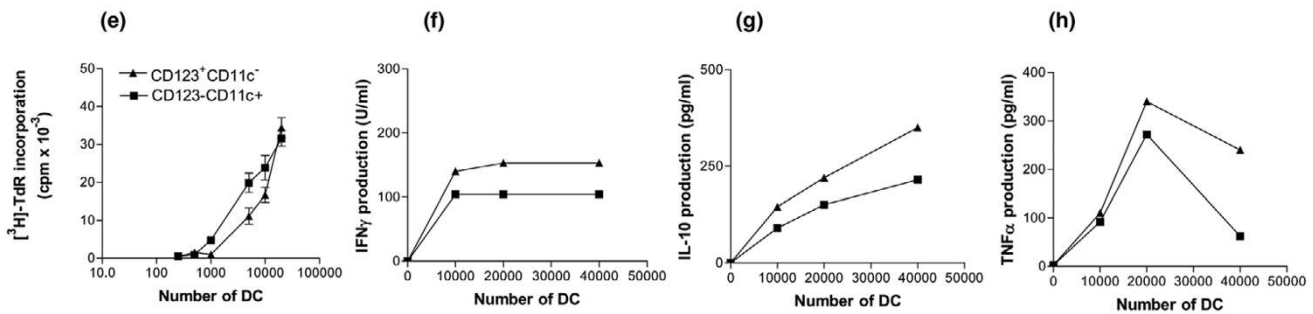 (e)
[³H]-TdR incorporation
(cpm x 10⁻³)
50
40
30
20
10
0
CD123⁺CD11c⁻
CD123-CD11c+
10.0 100 1000 10000 100000
Number of DC
(f)
IFNγ production (U/ml)
300
200
100
0
0 10000 20000 30000 40000 50000
Number of DC
(g)
IL-10 production (pg/ml)
500
250
0
0 10000 20000 30000 40000 50000
Number of DC
(h)
TNFα production (pg/ml)
400
300
200
100
0
0 10000 20000 30000 40000 50000
Number of DC